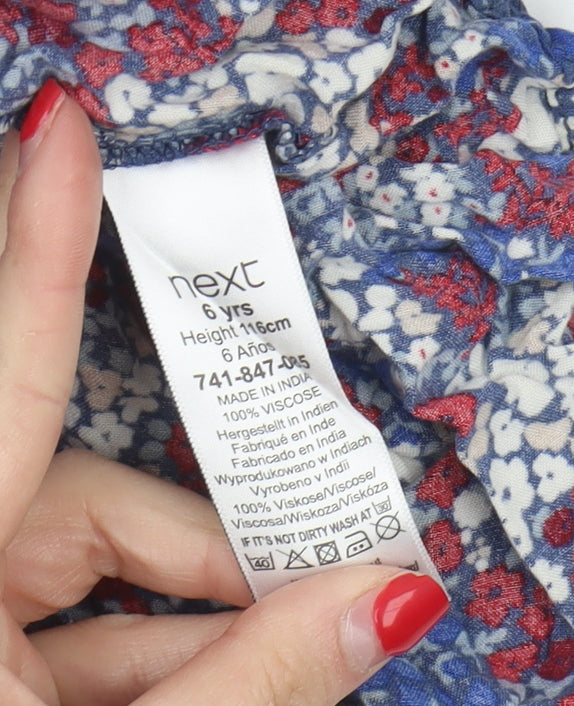 next
6 yrs
Height 116cm
6 Años
741-847-085
MADE IN INDIA
100% VISCOSE
Hergestellt in Indien
Fabriqué en Inde
Fabricado en India
Wyprodukowano w Indiach
Vyrobeno v Indii
100% Viskose/Viscose/
Viscosa/Wiskoza/Viskóza
IF IT'S NOT DIRTY WASH AT 30
40